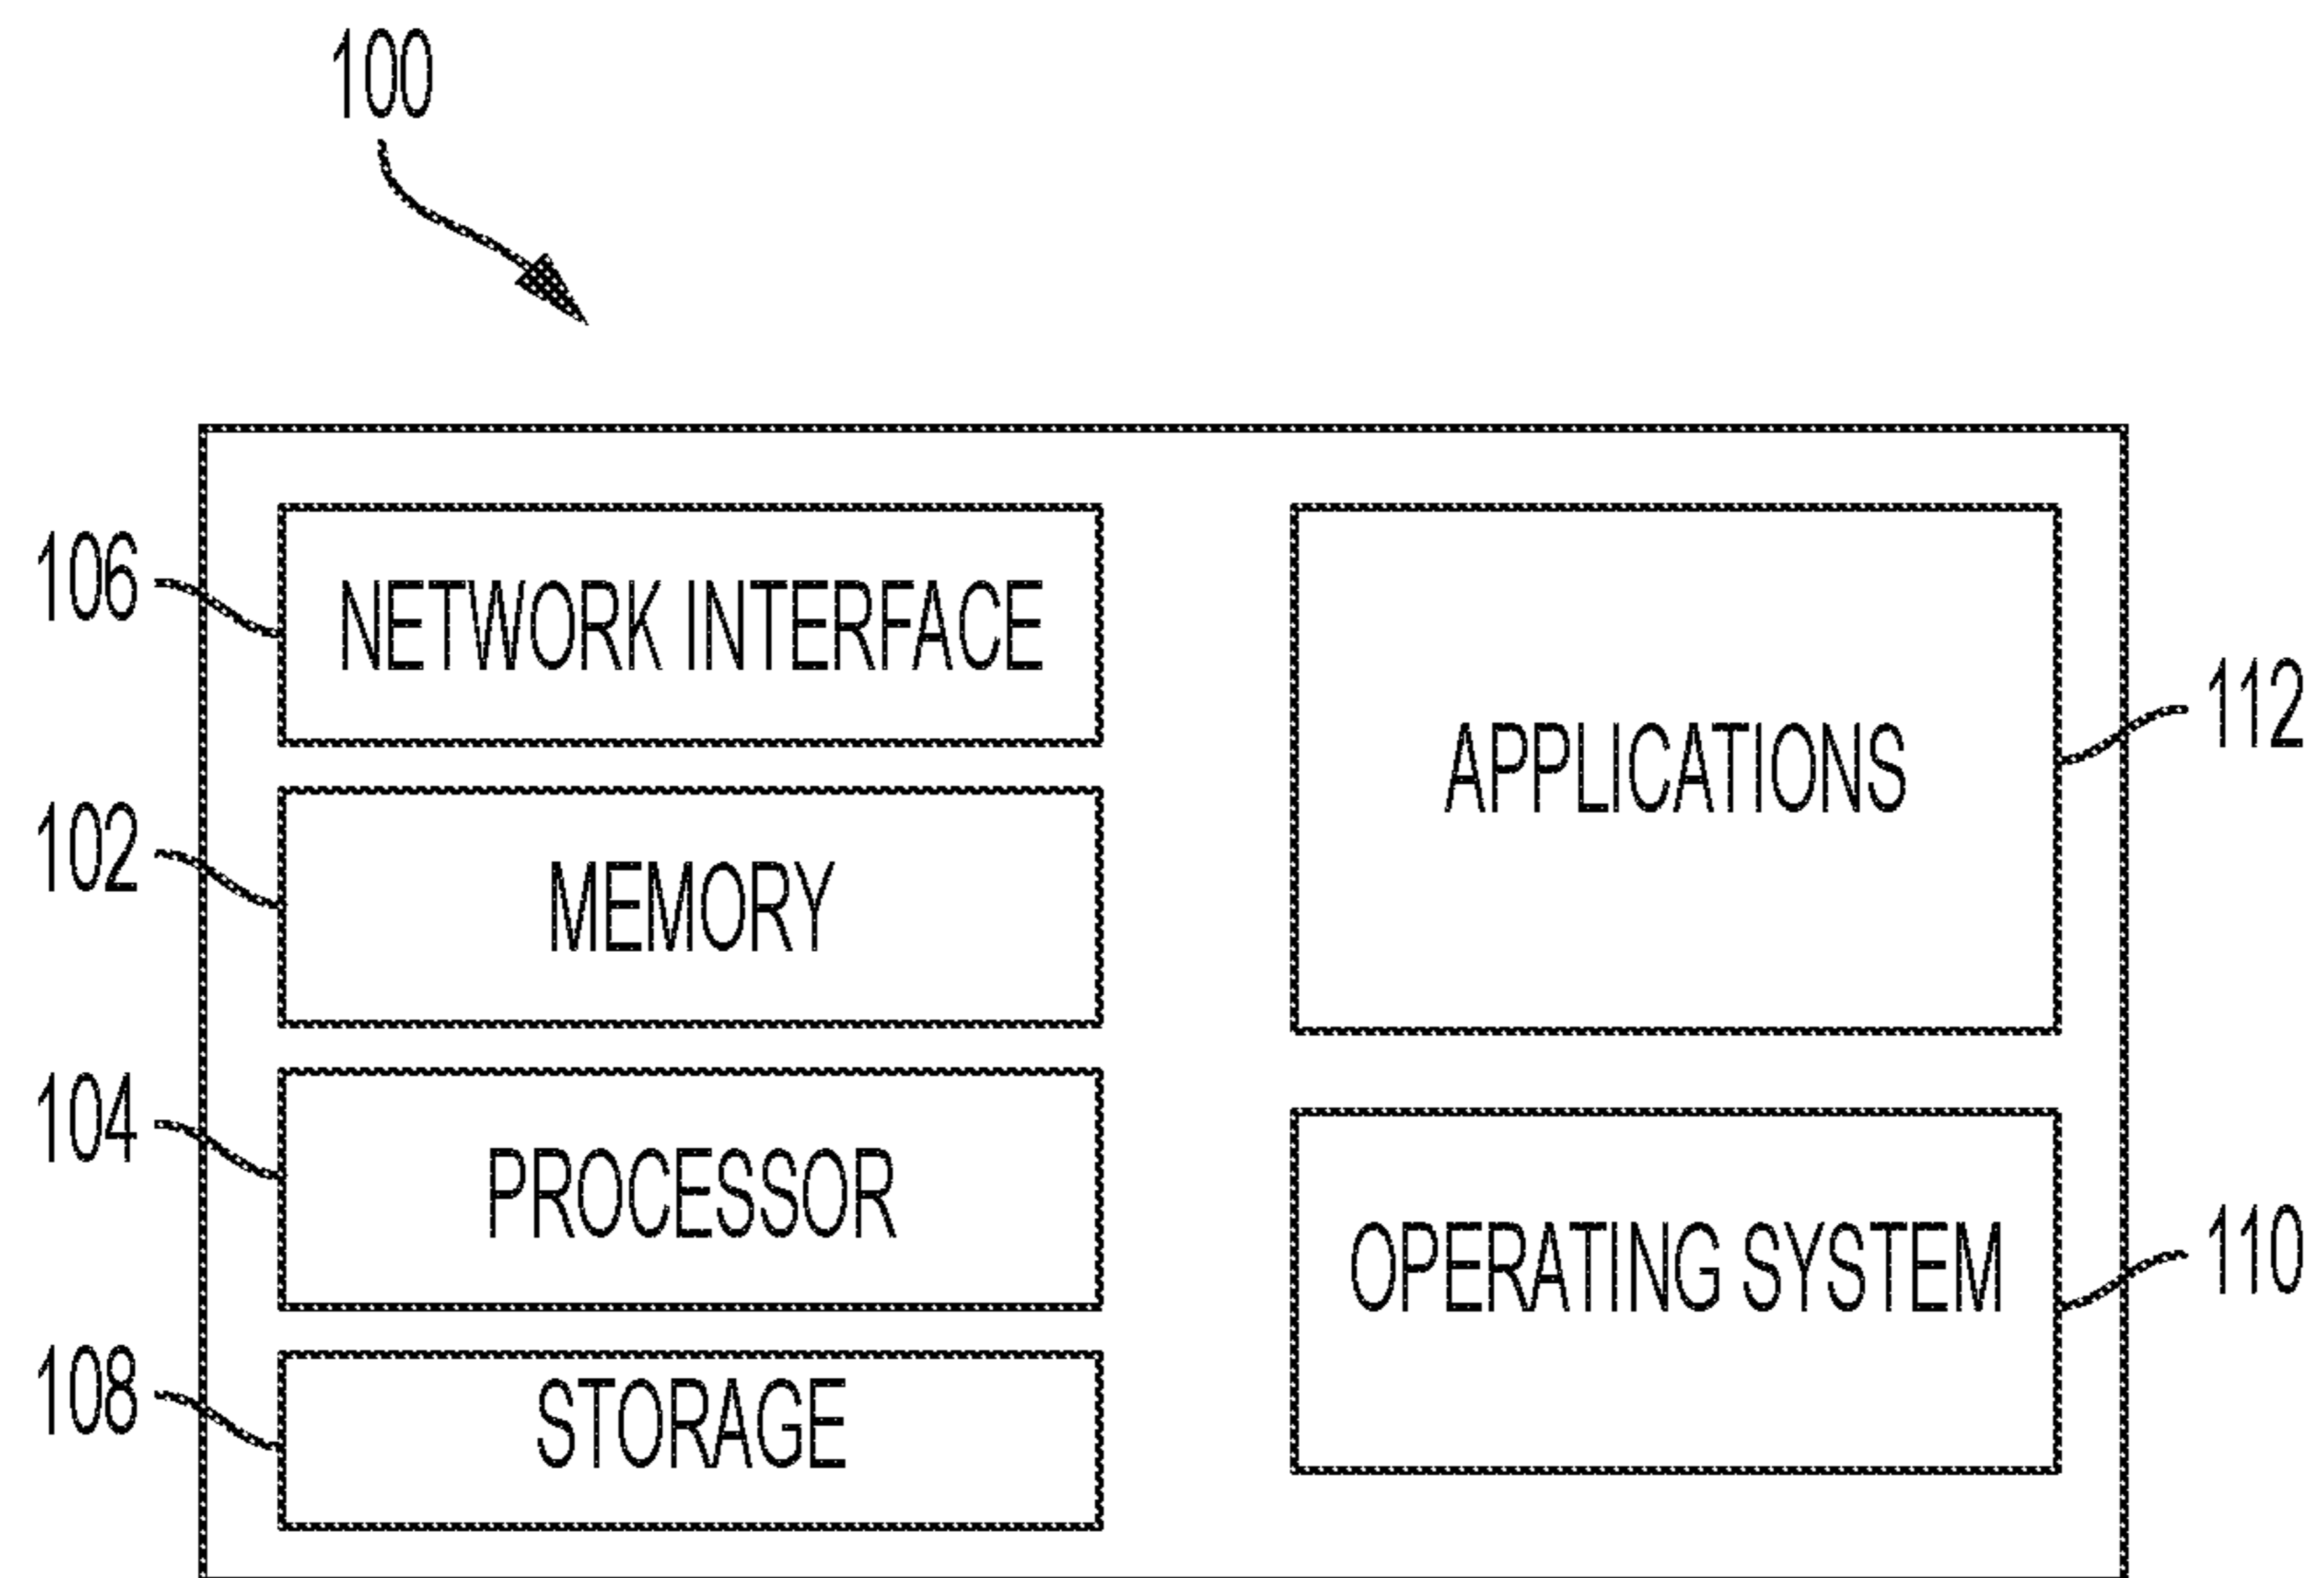 100
106
NETWORK INTERFACE
102
MEMORY
104
PROCESSOR
108
STORAGE
APPLICATIONS
112
OPERATING SYSTEM
110